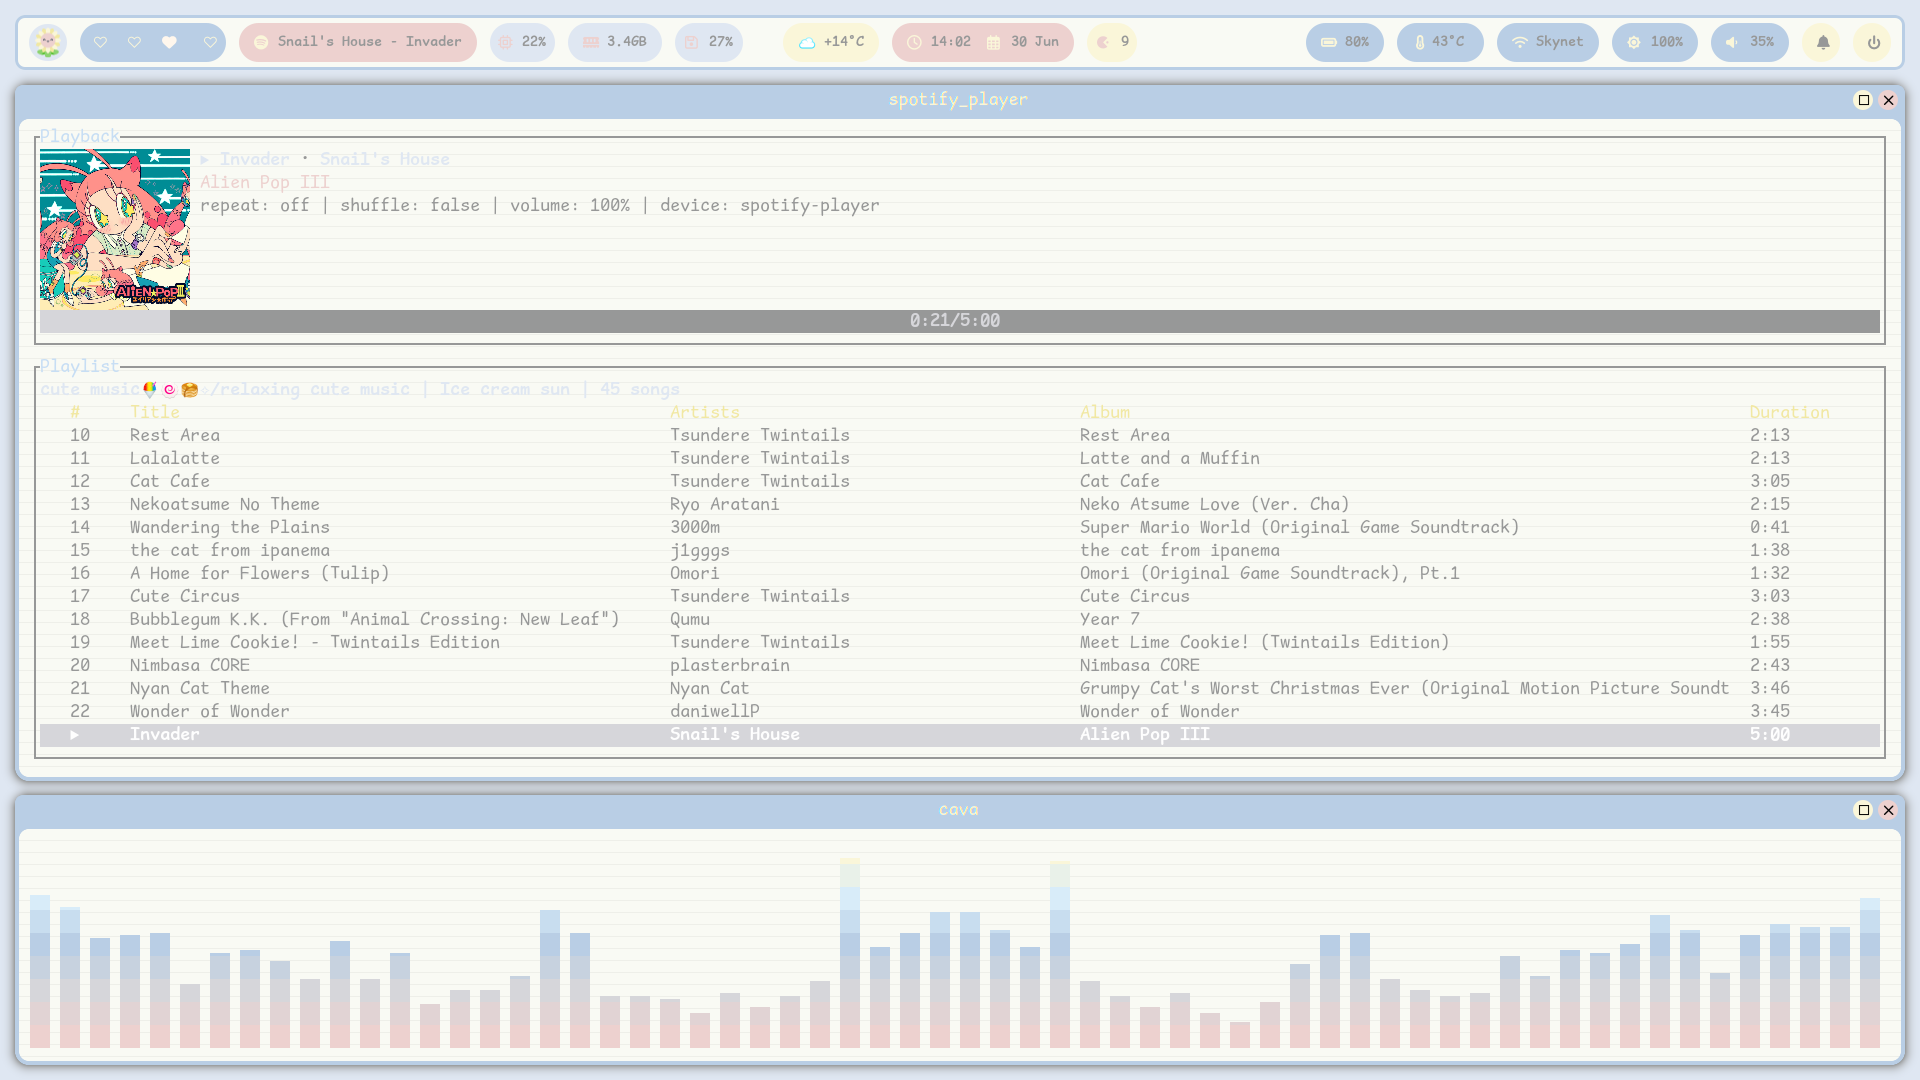 Snail's House - Invader 22% 3.4GB 27% +14°C 14:02 30 Jun 9 80% 43°C Skynet 100% 35%
spotify_player
Playback
▶ Invader • Snail's House
Alien Pop III
repeat: off | shuffle: false | volume: 100% | device: spotify-player
ALIEN POP III
0:21/5:00
Playlist
cute music🍧🍥🥞/relaxing cute music | Ice cream sun | 45 songs
# Title Artists Album Duration
10 Rest Area Tsundere Twintails Rest Area 2:13
11 Lalalatte Tsundere Twintails Latte and a Muffin 2:13
12 Cat Cafe Tsundere Twintails Cat Cafe 3:05
13 Nekoatsume No Theme Ryo Aratani Neko Atsume Love (Ver. Cha) 2:15
14 Wandering the Plains 3000m Super Mario World (Original Game Soundtrack) 0:41
15 the cat from ipanema j1gggs the cat from ipanema 1:38
16 A Home for Flowers (Tulip) Omori Omori (Original Game Soundtrack), Pt.1 1:32
17 Cute Circus Tsundere Twintails Cute Circus 3:03
18 Bubblegum K.K. (From "Animal Crossing: New Leaf") Qumu Year 7 2:38
19 Meet Lime Cookie! - Twintails Edition Tsundere Twintails Meet Lime Cookie! (Twintails Edition) 1:55
20 Nimbasa CORE plasterbrain Nimbasa CORE 2:43
21 Nyan Cat Theme Nyan Cat Grumpy Cat's Worst Christmas Ever (Original Motion Picture Soundt 3:46
22 Wonder of Wonder daniwellP Wonder of Wonder 3:45
▶ Invader Snail's House Alien Pop III 5:00
cava